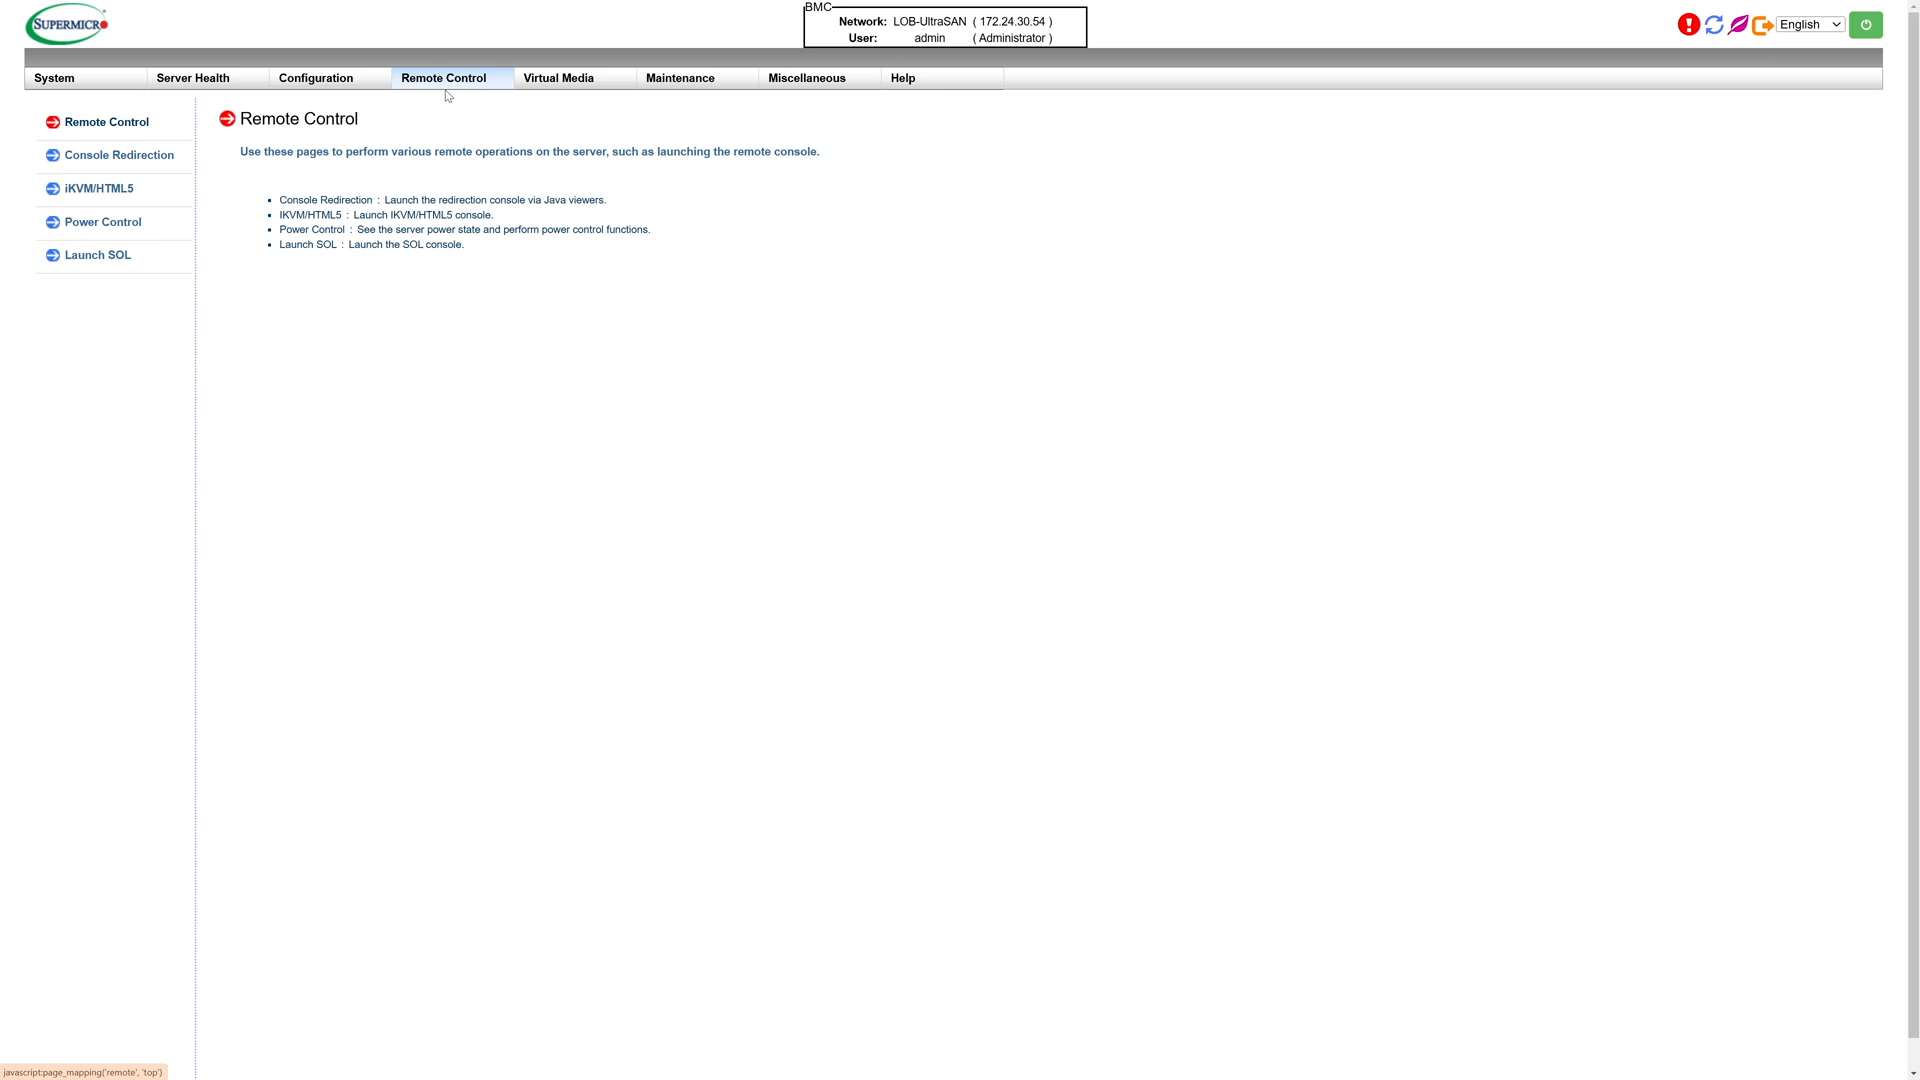 SUPERMICR
BMC
Network: LOB-UltraSAN ( 172.24.30.54 )
User: admin ( Administrator )
English
System Server Health Configuration Remote Control Virtual Media Maintenance Miscellaneous Help
Remote Control
Console Redirection
iKVM/HTML5
Power Control
Launch SOL
Remote Control
Use these pages to perform various remote operations on the server, such as launching the remote console.
Console Redirection : Launch the redirection console via Java viewers.
IKVM/HTML5 : Launch IKVM/HTML5 console.
Power Control : See the server power state and perform power control functions.
Launch SOL : Launch the SOL console.
javascript:page_mapping('remote', 'top')